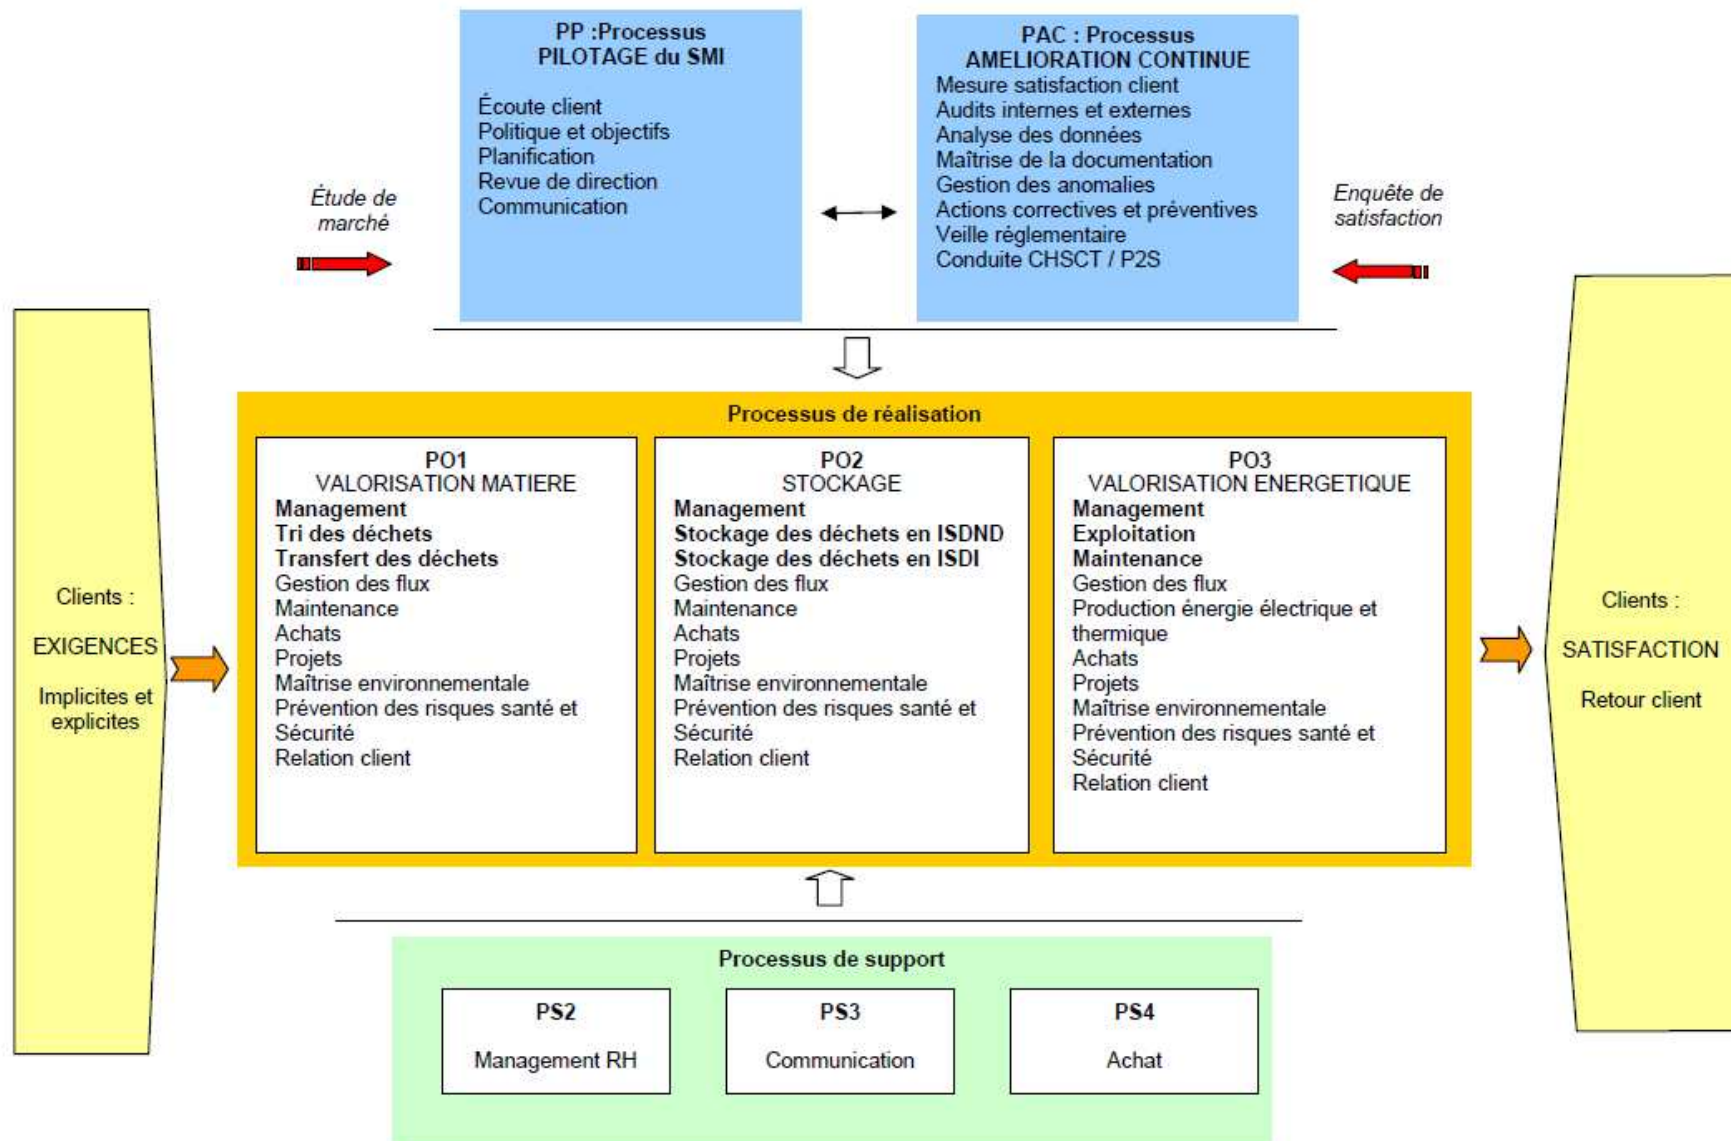 PP :Processus
PILOTAGE du SMI
Écoute client
Politique et objectifs
Planification
Revue de direction
Communication
PAC : Processus
AMELIORATION CONTINUE
Mesure satisfaction client
Audits internes et externes
Analyse des données
Maîtrise de la documentation
Gestion des anomalies
Actions correctives et préventives
Veille réglementaire
Conduite CHSCT / P2S
Étude de
marché
Enquête de
satisfaction
Clients :
EXIGENCES
Implicites et
explicites
Processus de réalisation
PO1
VALORISATION MATIERE
Management
Tri des déchets
Transfert des déchets
Gestion des flux
Maintenance
Achats
Projets
Maîtrise environnementale
Prévention des risques santé et
Sécurité
Relation client
PO2
STOCKAGE
Management
Stockage des déchets en ISDND
Stockage des déchets en ISDI
Gestion des flux
Maintenance
Achats
Projets
Maîtrise environnementale
Prévention des risques santé et
Sécurité
Relation client
PO3
VALORISATION ENERGETIQUE
Management
Exploitation
Maintenance
Gestion des flux
Production énergie électrique et
thermique
Achats
Projets
Maîtrise environnementale
Prévention des risques santé et
Sécurité
Relation client
Clients :
SATISFACTION
Retour client
Processus de support
PS2
Management RH
PS3
Communication
PS4
Achat